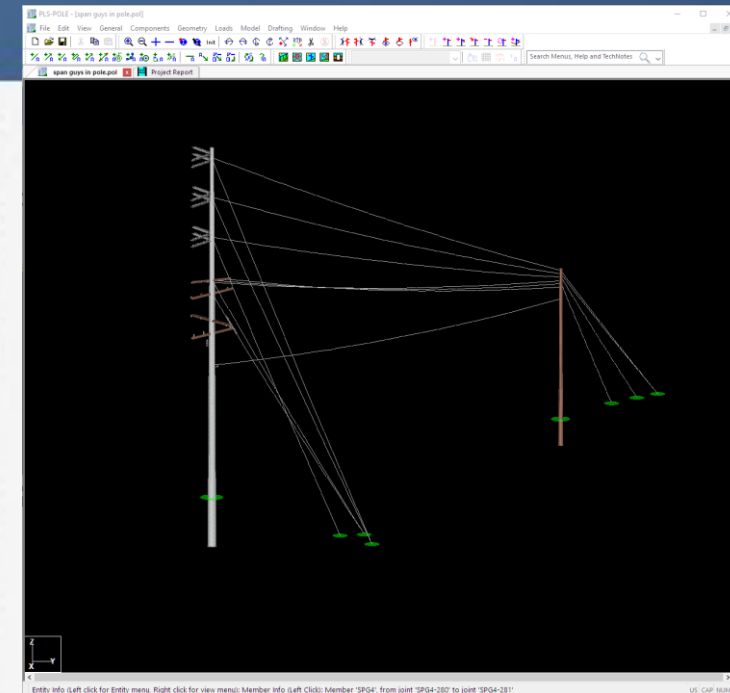 PLS-POLE - [span guys in pole.pol]
File Edit View General Components Geometry Loads Model Drafting Window Help
Init
Search Menus, Help and TechNotes
span guys in pole.pol Project Report
Z
X Y
Entity Info (Left click for Entity menu, Right click for view menu): Member Info (Left Click): Member 'SPG4', from joint 'SPG4-280' to joint 'SPG4-281'
US CAP NUM